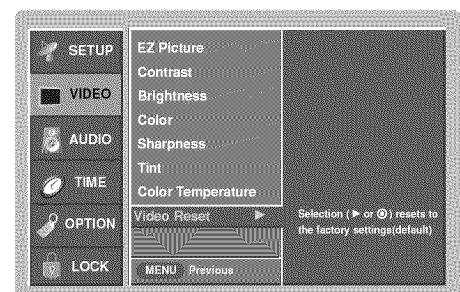 SETUP
VIDEO
AUDIO
TIME
OPTION
LOCK
EZ Picture
Contrast
Brightness
Color
Sharpness
Tint
Color Temperature
Video Reset ►
MENU Previous
Selection ( ► or ⊙ ) resets to
the factory settings(default)